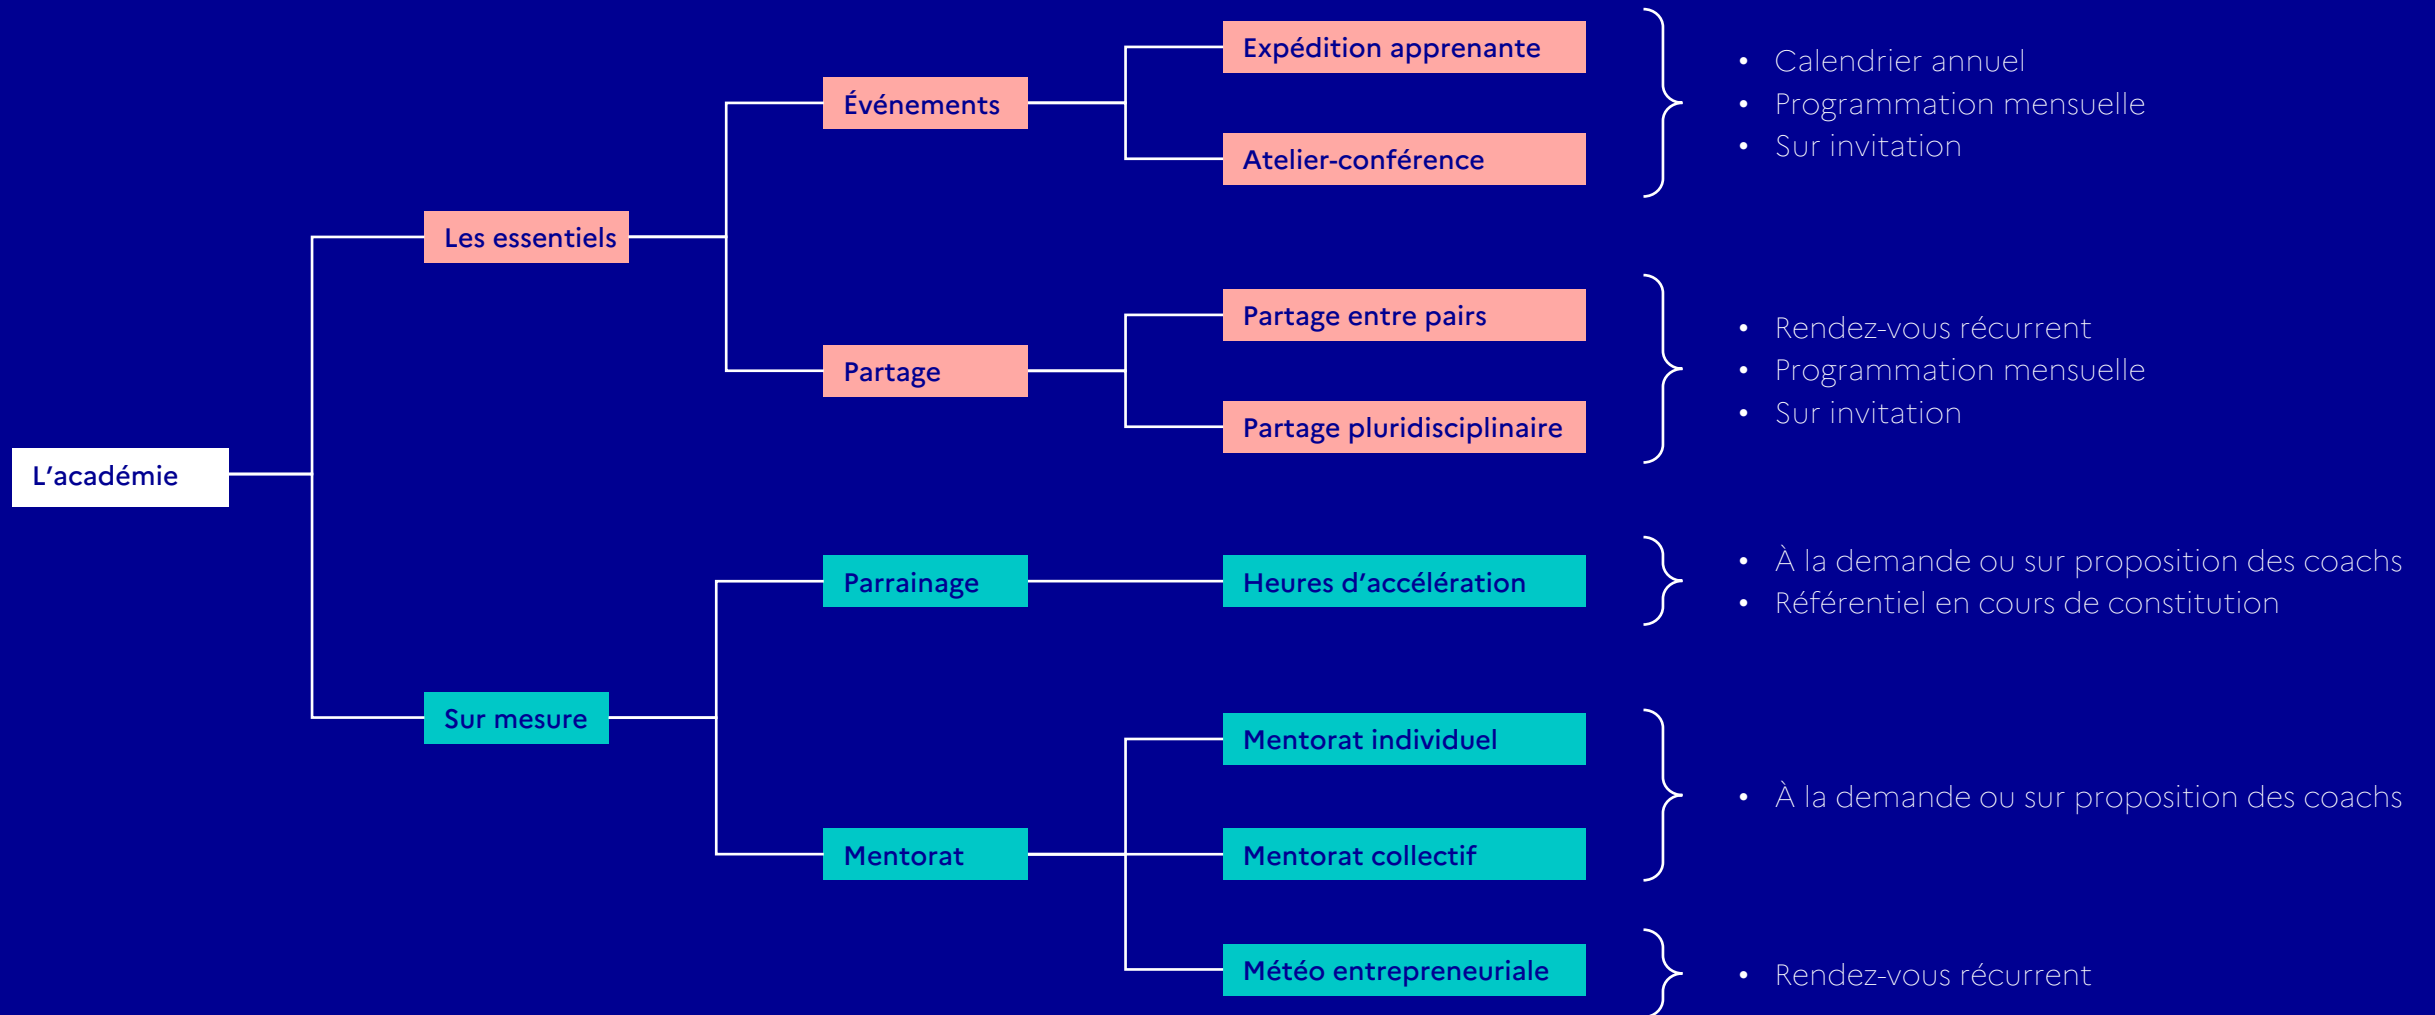 L'académie
Les essentiels
Événements
Expédition apprenante
Atelier-conférence
• Calendrier annuel
• Programmation mensuelle
• Sur invitation
Partage
Partage entre pairs
Partage pluridisciplinaire
• Rendez-vous récurrent
• Programmation mensuelle
• Sur invitation
Sur mesure
Parrainage
Heures d'accélération
• À la demande ou sur proposition des coachs
• Référentiel en cours de constitution
Mentorat
Mentorat individuel
Mentorat collectif
• À la demande ou sur proposition des coachs
Météo entrepreneuriale
• Rendez-vous récurrent